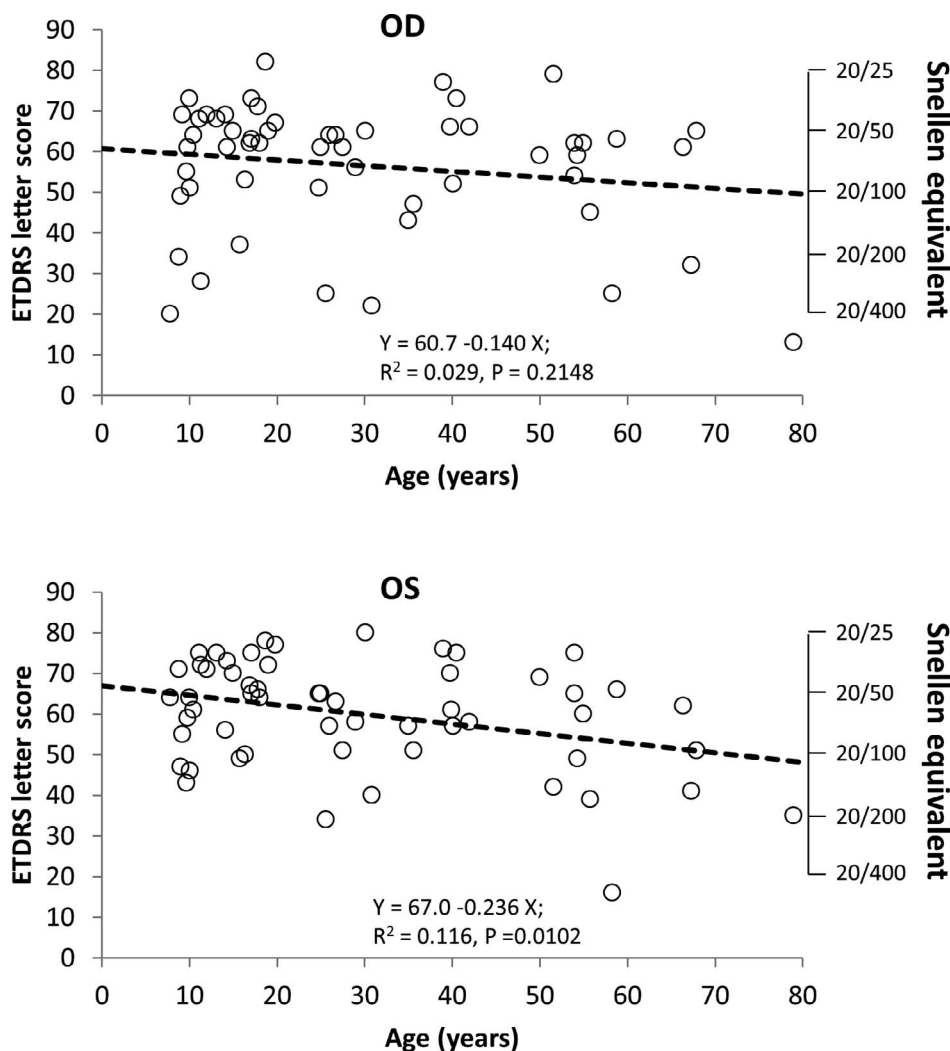 OD
90
80
70
60
50
40
30
20
10
0
ETDRS letter score
20/25
20/50
20/100
20/200
20/400
Snellen equivalent
Y = 60.7 -0.140 X;
R² = 0.029, P = 0.2148
0 10 20 30 40 50 60 70 80
Age (years)
OS
90
80
70
60
50
40
30
20
10
0
ETDRS letter score
20/25
20/50
20/100
20/200
20/400
Snellen equivalent
Y = 67.0 -0.236 X;
R² = 0.116, P =0.0102
0 10 20 30 40 50 60 70 80
Age (years)